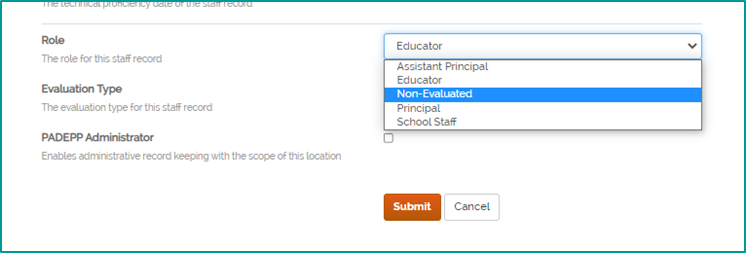 The technical proficiency date of the staff record
Role
Educator
The role for this staff record
Assistant Principal
Educator
Non-Evaluated
Principal
School Staff
Evaluation Type
The evaluation type for this staff record
PADEPP Administrator
Enables administrative record keeping with the scope of this location
Submit
Cancel